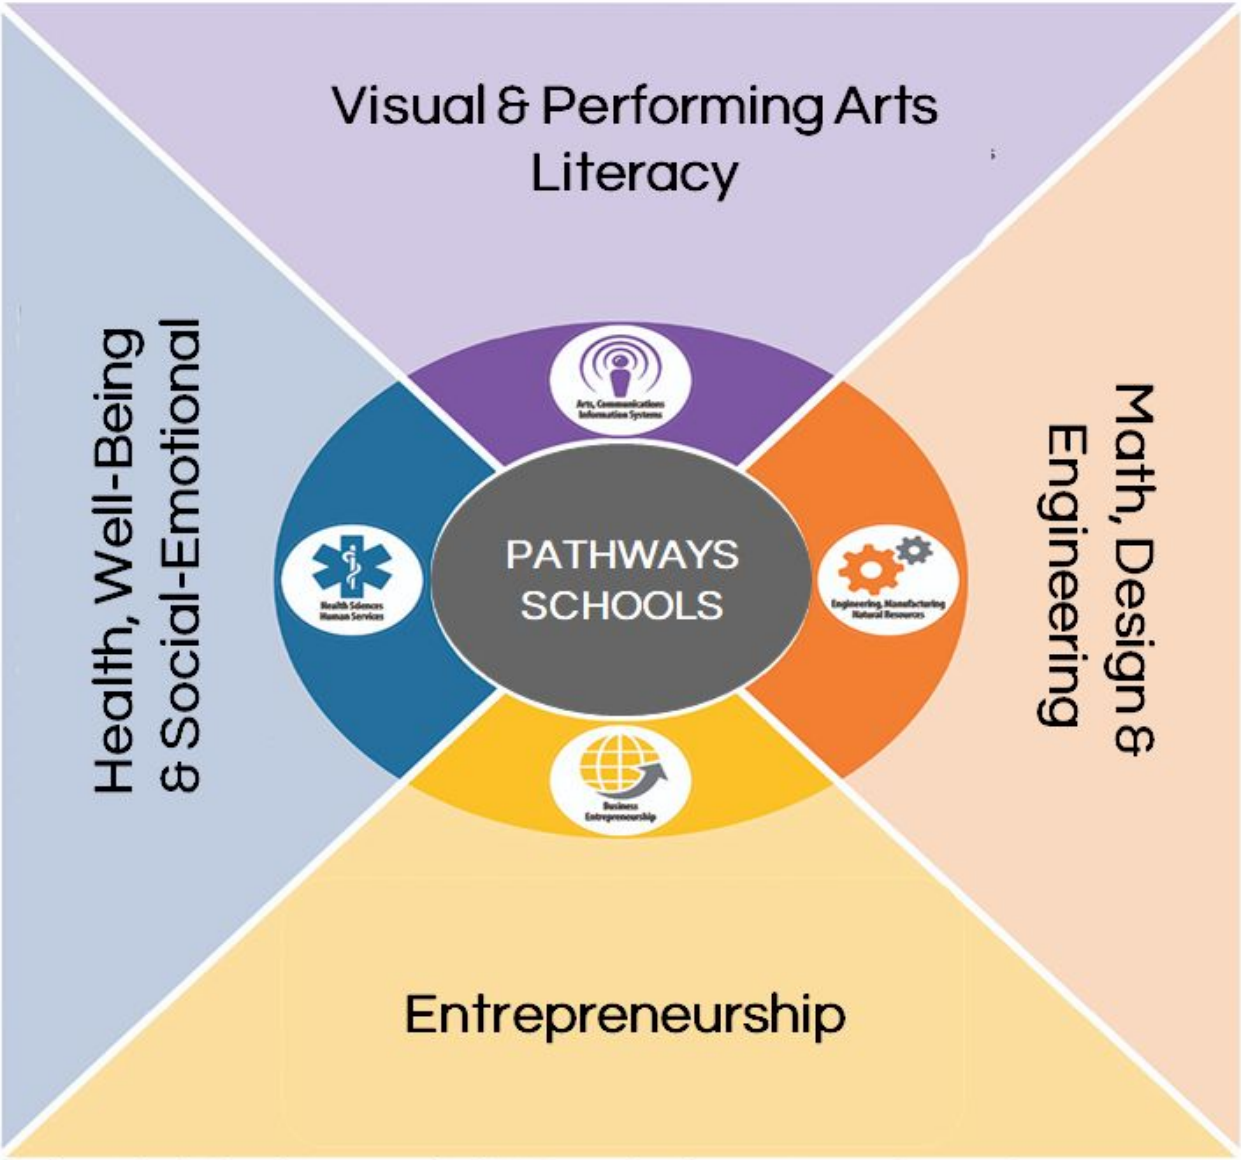 Visual & Performing Arts
Literacy
Arts, Communications
Information Systems
Health, Well-Being
& Social-Emotional
Health Sciences
Human Services
PATHWAYS
SCHOOLS
Engineering, Manufacturing
Natural Resources
Math, Design &
Engineering
Business
Entrepreneurship
Entrepreneurship